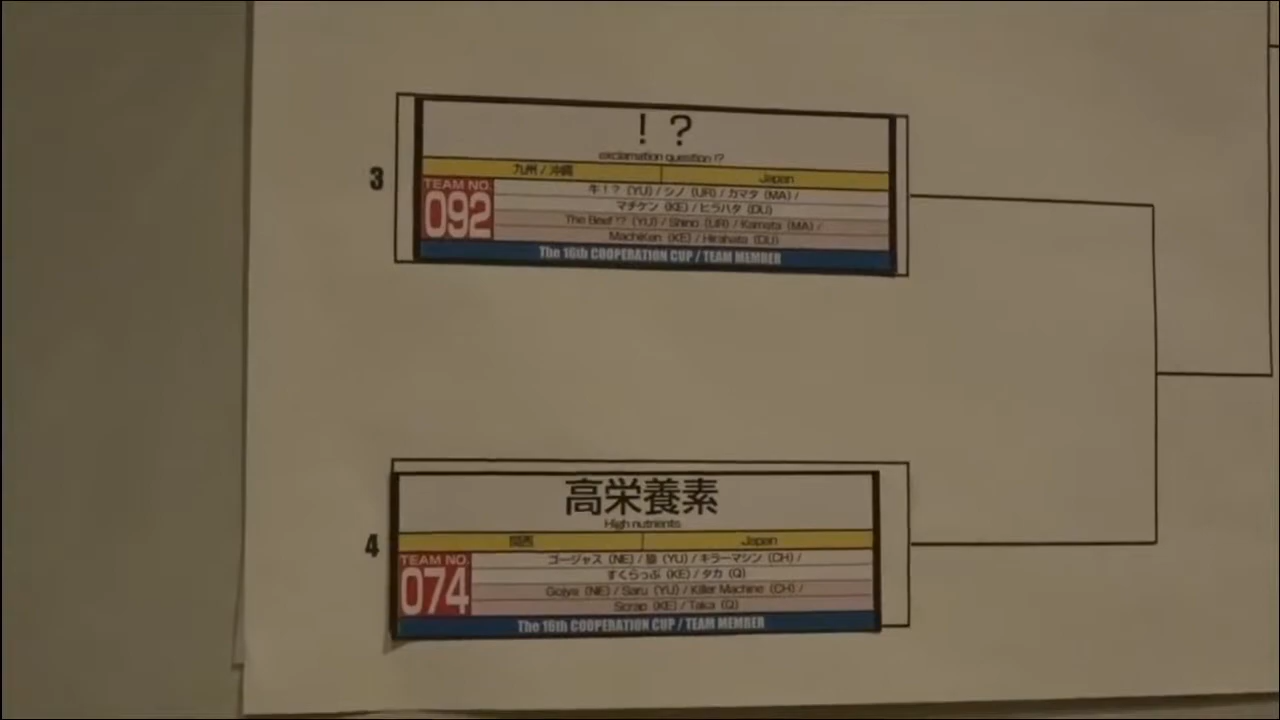 3
！？
exclamation question !?
九州 / 沖縄
Japan
TEAM NO.
092
牛！？ (YU) / シノ (UR) / カマタ (MA) /
マチケン (KE) / ヒラハタ (DU)
The Beef !? (YU) / Shino (UR) / Kamata (MA) /
MachiKen (KE) / Hirahata (DU)
The 16th COOPERATION CUP / TEAM MEMBER
4
高栄養素
High nutrients
関西
Japan
TEAM NO.
074
ゴージャス (NE) / (YU) / キラーマシン (CH) /
すくらっぷ (KE) / タカ (Q)
Gojya (NE) / Saru (YU) / Killer Machine (CH) /
Scrap (KE) / Taka (Q)
The 16th COOPERATION CUP / TEAM MEMBER